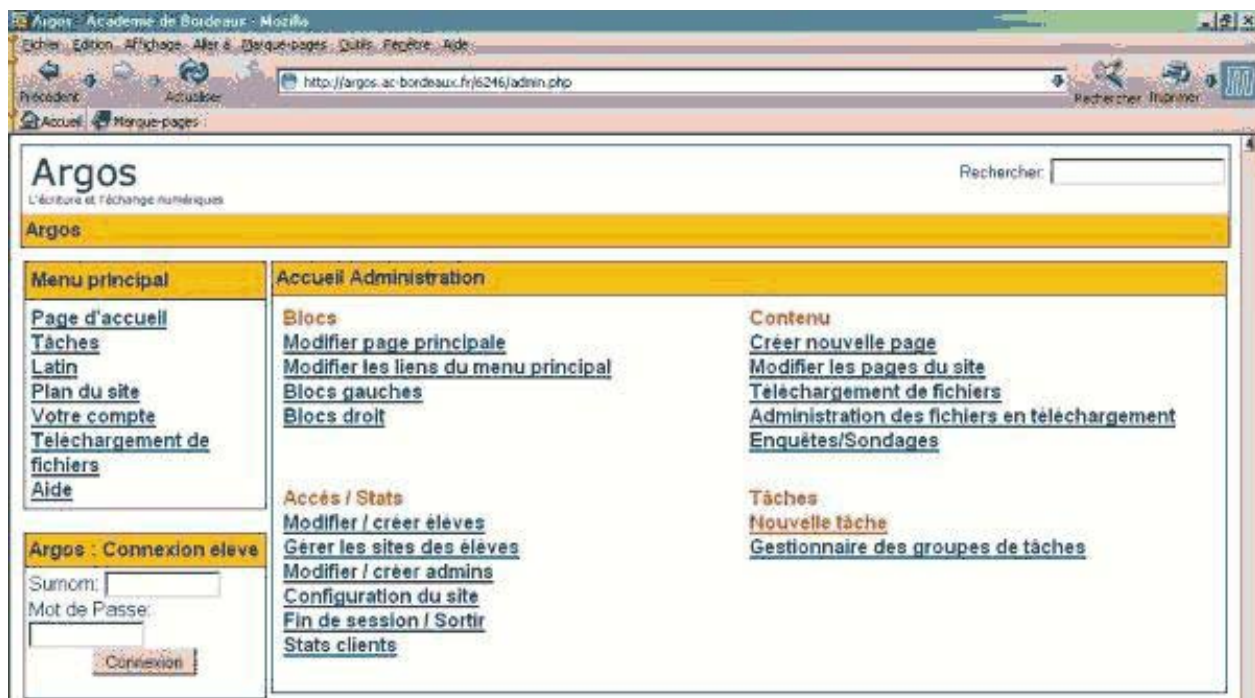 Argos - Academie de Bordeaux - Mozilla
Fichier Edition Affichage Aller à Marque-pages Outils Fenêtre Aide
http://argos.ac-bordeaux.fr/6246/admin.php
Précédent Actualiser Rechercher Imprimer
Accueil Marque-pages
Argos
Rechercher:
L'écriture et l'échange numériques
Argos
Menu principal
Page d'accueil
Tâches
Latin
Plan du site
Votre compte
Téléchargement de
fichiers
Aide
Argos : Connexion eleve
Surnom:
Mot de Passe:
Connexion
Accueil Administration
Blocs
Modifier page principale
Modifier les liens du menu principal
Blocs gauches
Blocs droit
Contenu
Créer nouvelle page
Modifier les pages du site
Téléchargement de fichiers
Administration des fichiers en téléchargement
Enquêtes/Sondages
Accés / Stats
Modifier / créer élèves
Gérer les sites des élèves
Modifier / créer admins
Configuration du site
Fin de session / Sortir
Stats clients
Tâches
Nouvelle tâche
Gestionnaire des groupes de tâches